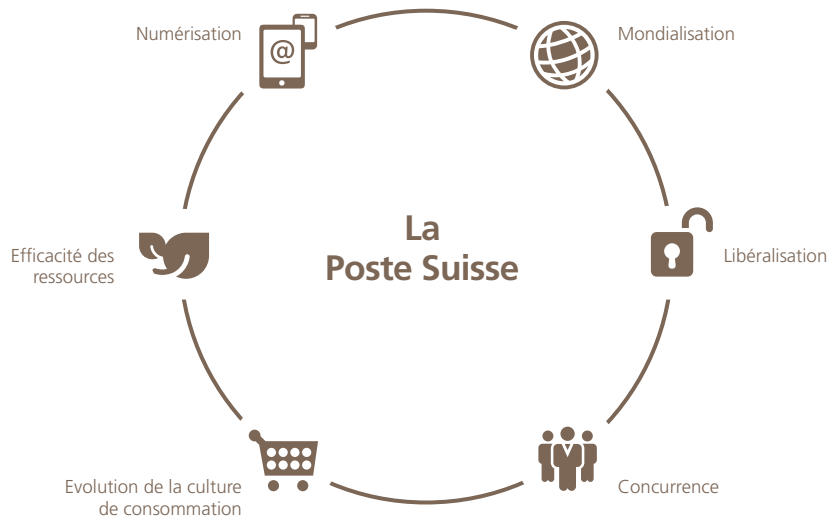 Numérisation
@
Mondialisation
La
Poste Suisse
Efficacité des
ressources
Libéralisation
Evolution de la culture
de consommation
Concurrence